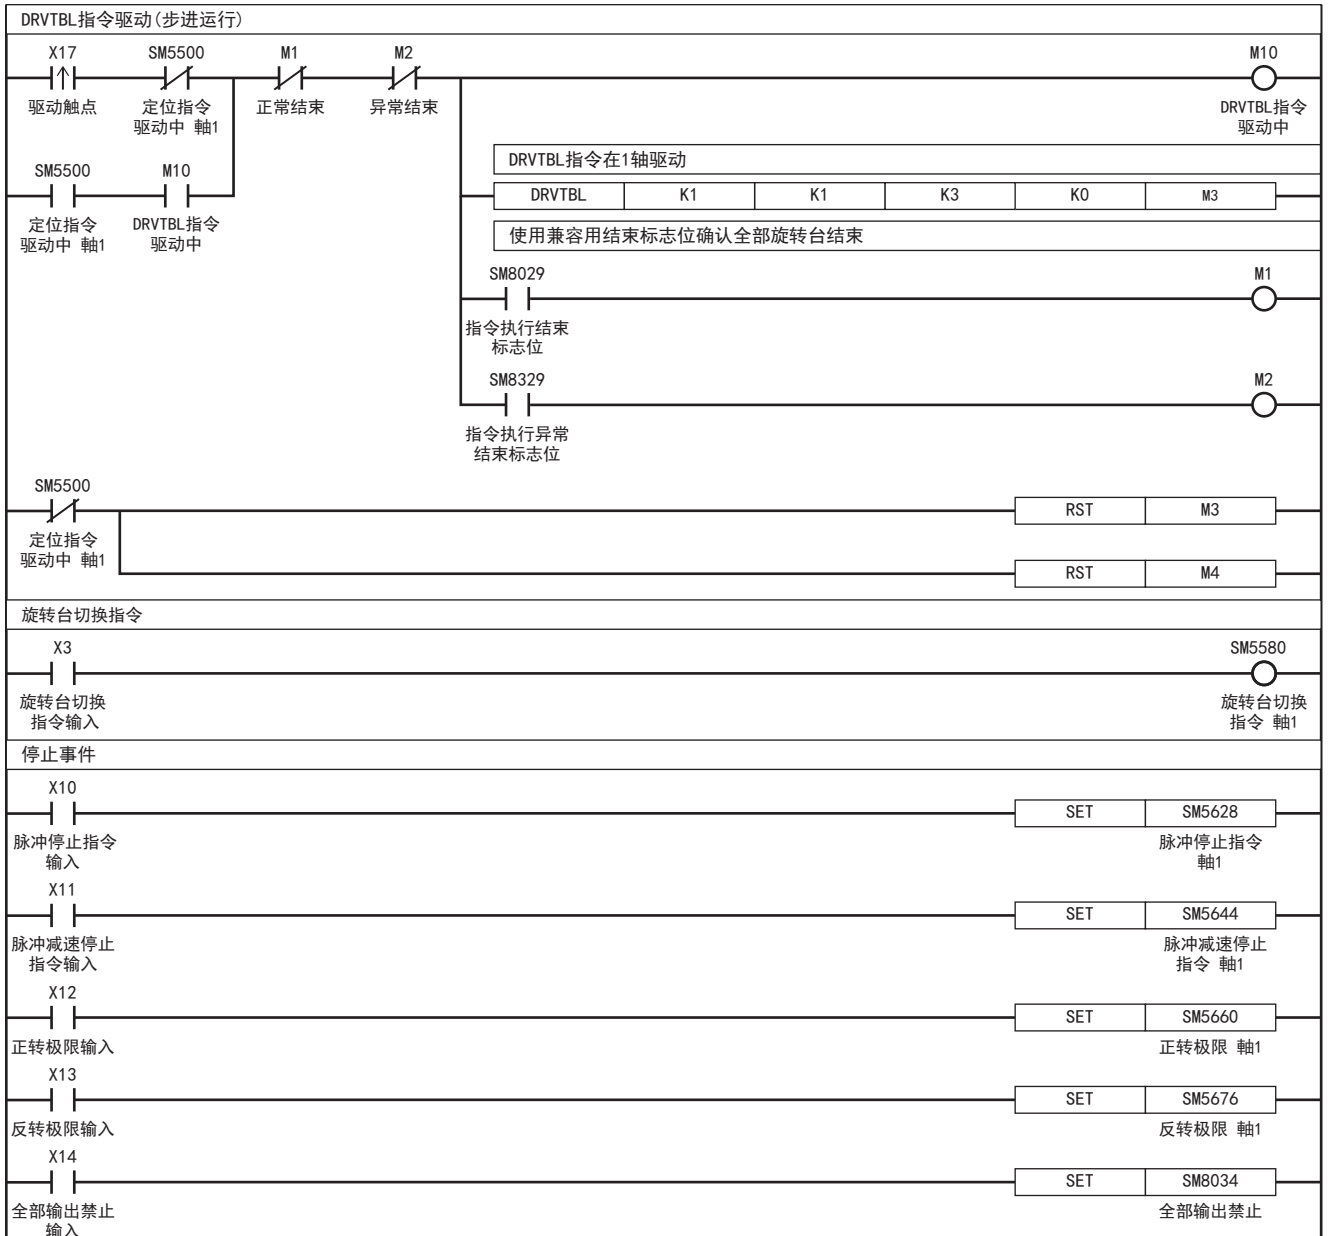 DRVTBL指令驱动(步进运行)
X17 SM5500 M1 M2 M10
驱动触点 定位指令 正常结束 异常结束 DRVTBL指令
驱动中 軸1 驱动中
DRVTBL指令在1轴驱动
SM5500 M10
DRVTBL K1 K1 K3 K0 M3
定位指令 DRVTBL指令
驱动中 軸1 驱动中
使用兼容用结束标志位确认全部旋转台结束
SM8029 M1
指令执行结束
标志位
SM8329 M2
指令执行异常
结束标志位
SM5500
RST M3
定位指令
驱动中 軸1
RST M4
旋转台切换指令
X3 SM5580
旋转台切换 旋转台切换
指令输入 指令 軸1
停止事件
X10
SET SM5628
脉冲停止指令 脉冲停止指令
输入 軸1
X11
SET SM5644
脉冲减速停止 脉冲减速停止
指令输入 指令 軸1
X12
SET SM5660
正转极限输入 正转极限 軸1
X13
SET SM5676
反转极限输入 反转极限 軸1
X14
SET SM8034
全部输出禁止 全部输出禁止
输入